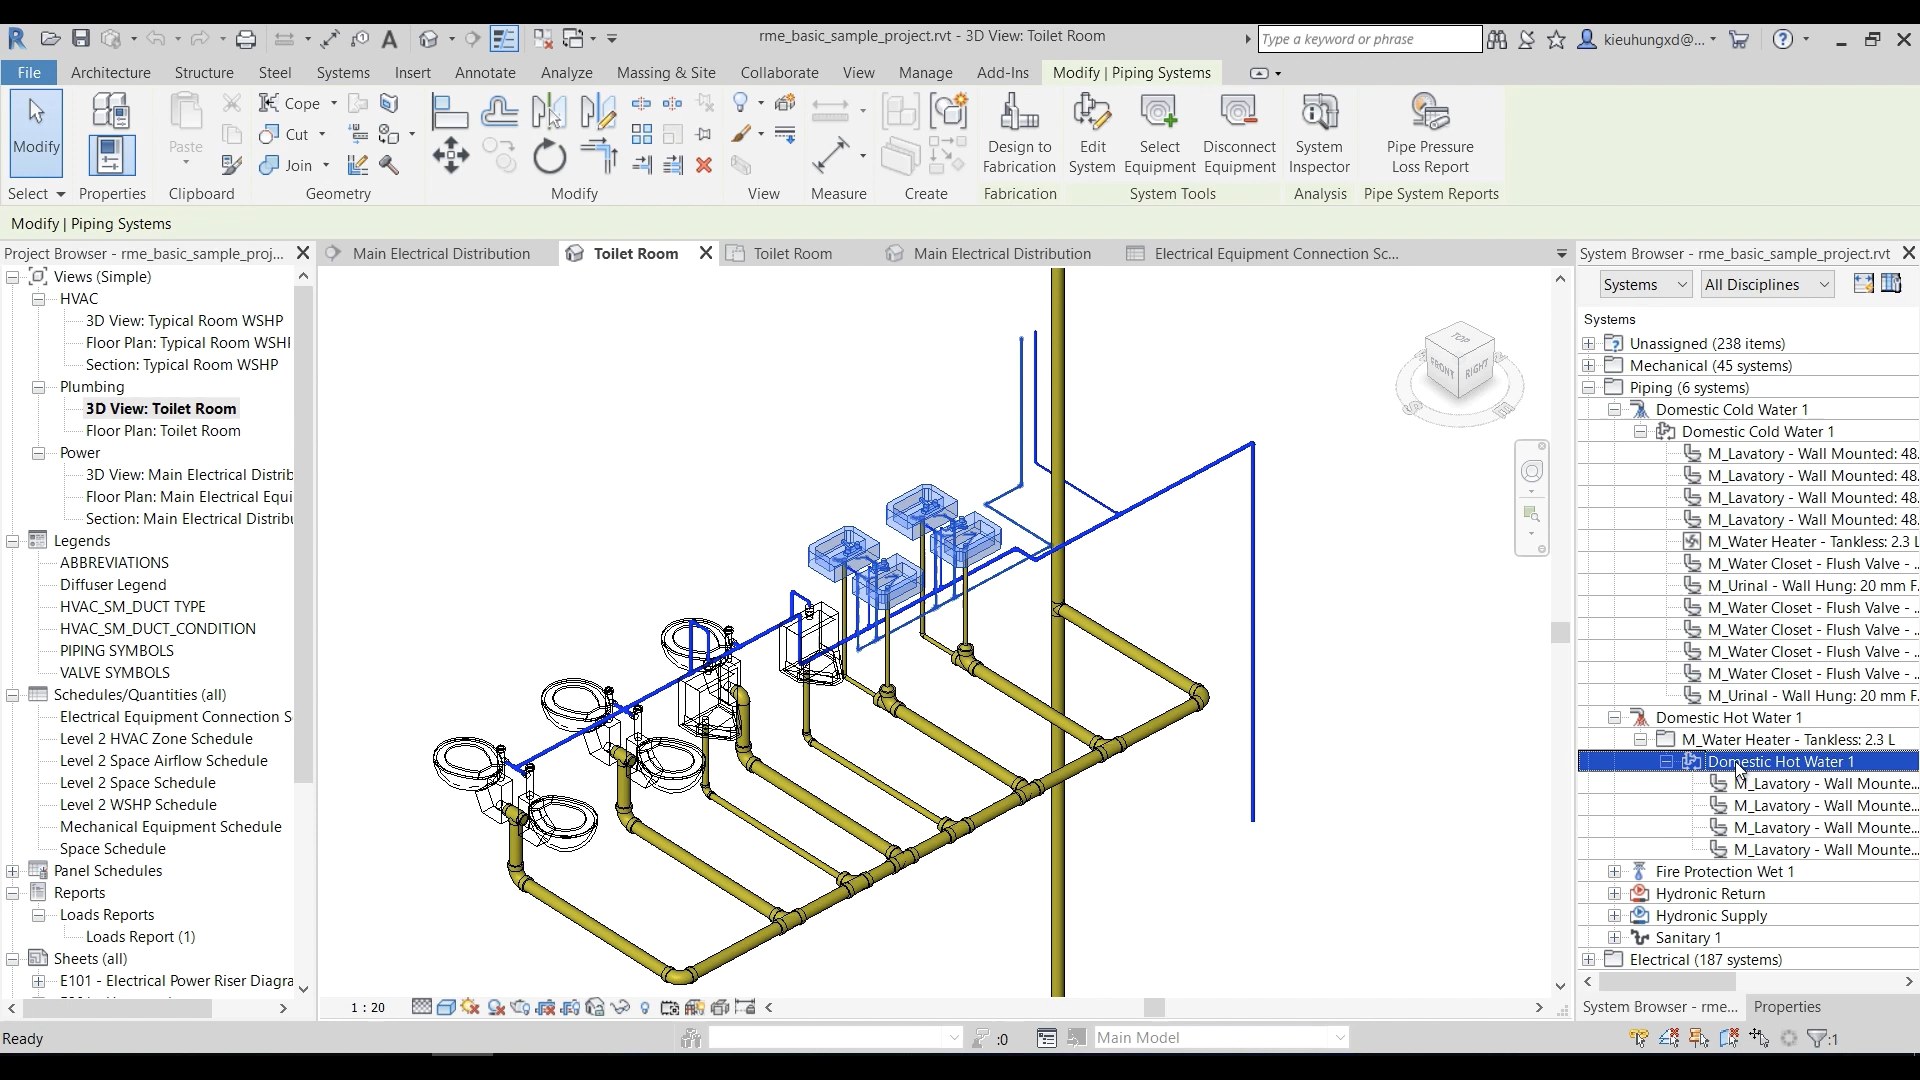 rme_basic_sample_project.rvt - 3D View: Toilet Room
Type a keyword or phrase
kieuhungxd@...
File
Architecture
Structure
Steel
Systems
Insert
Annotate
Analyze
Massing & Site
Collaborate
View
Manage
Add-Ins
Modify | Piping Systems
Modify
Paste
Cope
Cut
Join
Design to
Fabrication
Edit
System
Select
Equipment
Disconnect
Equipment
System
Inspector
Pipe Pressure
Loss Report
Select
Properties
Clipboard
Geometry
Modify
View
Measure
Create
Fabrication
System Tools
Analysis
Pipe System Reports
Modify | Piping Systems
Project Browser - rme_basic_sample_proj...
Views (Simple)
HVAC
3D View: Typical Room WSHP
Floor Plan: Typical Room WSHI
Section: Typical Room WSHP
Plumbing
3D View: Toilet Room
Floor Plan: Toilet Room
Power
3D View: Main Electrical Distrib
Floor Plan: Main Electrical Equi
Section: Main Electrical Distribu
Legends
ABBREVIATIONS
Diffuser Legend
HVAC_SM_DUCT TYPE
HVAC_SM_DUCT_CONDITION
PIPING SYMBOLS
VALVE SYMBOLS
Schedules/Quantities (all)
Electrical Equipment Connection S
Level 2 HVAC Zone Schedule
Level 2 Space Airflow Schedule
Level 2 Space Schedule
Level 2 WSHP Schedule
Mechanical Equipment Schedule
Space Schedule
Panel Schedules
Reports
Loads Reports
Loads Report (1)
Sheets (all)
E101 - Electrical Power Riser Diagra
Main Electrical Distribution
Toilet Room
Toilet Room
Main Electrical Distribution
Electrical Equipment Connection Sc...
TOP
FRONT
RIGHT
1 : 20
System Browser - rme_basic_sample_project.rvt
Systems
All Disciplines
Systems
Unassigned (238 items)
Mechanical (45 systems)
Piping (6 systems)
Domestic Cold Water 1
Domestic Cold Water 1
M_Lavatory - Wall Mounted: 48.
M_Lavatory - Wall Mounted: 48.
M_Lavatory - Wall Mounted: 48.
M_Lavatory - Wall Mounted: 48.
M_Water Heater - Tankless: 2.3 L
M_Water Closet - Flush Valve - ..
M_Urinal - Wall Hung: 20 mm F.
M_Water Closet - Flush Valve - ..
M_Water Closet - Flush Valve - ..
M_Water Closet - Flush Valve - ..
M_Water Closet - Flush Valve - ..
M_Urinal - Wall Hung: 20 mm F.
Domestic Hot Water 1
M_Water Heater - Tankless: 2.3 L
Domestic Hot Water 1
M_Lavatory - Wall Mounte...
M_Lavatory - Wall Mounte...
M_Lavatory - Wall Mounte...
M_Lavatory - Wall Mounte...
Fire Protection Wet 1
Hydronic Return
Hydronic Supply
Sanitary 1
Electrical (187 systems)
System Browser - rme...
Properties
Ready
:0
Main Model
:1